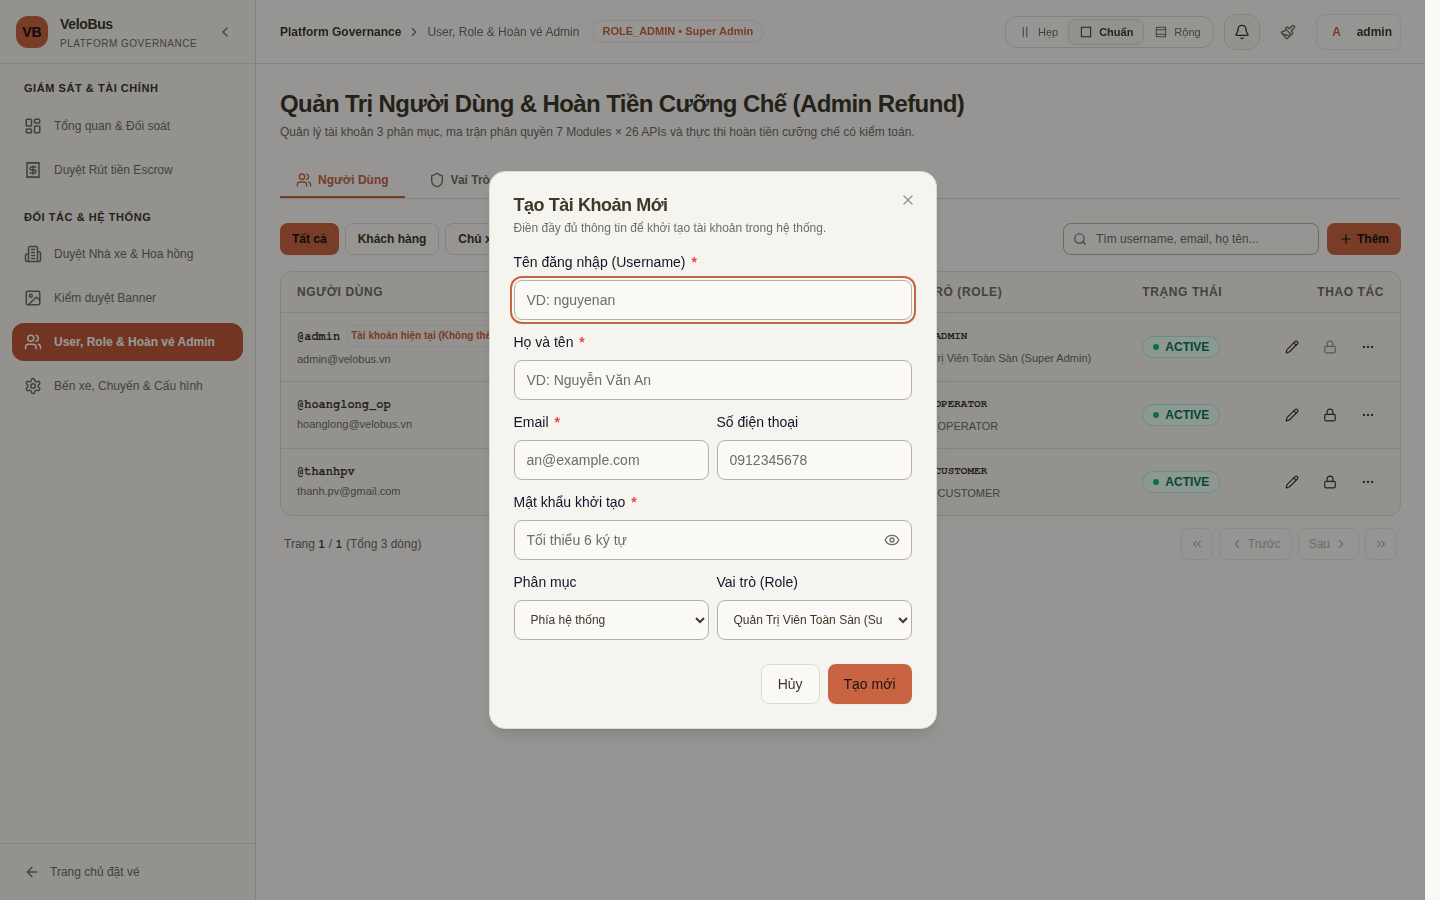 VB
VeloBus
PLATFORM GOVERNANCE
GIÁM SÁT & TÀI CHÍNH
Tổng quan & Đối soát
Duyệt Rút tiền Escrow
ĐỐI TÁC & HỆ THỐNG
Duyệt Nhà xe & Hoa hồng
Kiểm duyệt Banner
User, Role & Hoàn vé Admin
Bến xe, Chuyến & Cấu hình
Trang chủ đặt vé
Platform Governance
User, Role & Hoàn vé Admin
ROLE_ADMIN • Super Admin
Hẹp
Chuẩn
Rộng
A admin
Quản Trị Người Dùng & Hoàn Tiền Cưỡng Chế (Admin Refund)
Quản lý tài khoản 3 phân mục, ma trận phân quyền 7 Modules × 26 APIs và thực thi hoàn tiền cưỡng chế có kiểm toán.
Người Dùng
Vai Trò
Tất cả
Khách hàng
Chủ
Tìm username, email, họ tên...
Thêm
NGƯỜI DÙNG
(ROLE)
TRẠNG THÁI
THAO TÁC
@admin
Tài khoản hiện tại (Không thể
admin@velobus.vn
ADMIN
Viên Toàn Sàn (Super Admin)
ACTIVE
@hoanglong_op
hoanglong@velobus.vn
OPERATOR
OPERATOR
ACTIVE
@thanhpv
thanh.pv@gmail.com
CUSTOMER
CUSTOMER
ACTIVE
Trang 1 / 1 (Tổng 3 dòng)
Trước
Sau
Tạo Tài Khoản Mới
Điền đầy đủ thông tin để khởi tạo tài khoản trong hệ thống.
Tên đăng nhập (Username) *
VD: nguyenan
Họ và tên *
VD: Nguyễn Văn An
Email *
Số điện thoại
an@example.com
0912345678
Mật khẩu khởi tạo *
Tối thiểu 6 ký tự
Phân mục
Vai trò (Role)
Phía hệ thống
Quản Trị Viên Toàn Sàn (Su
Hủy
Tạo mới